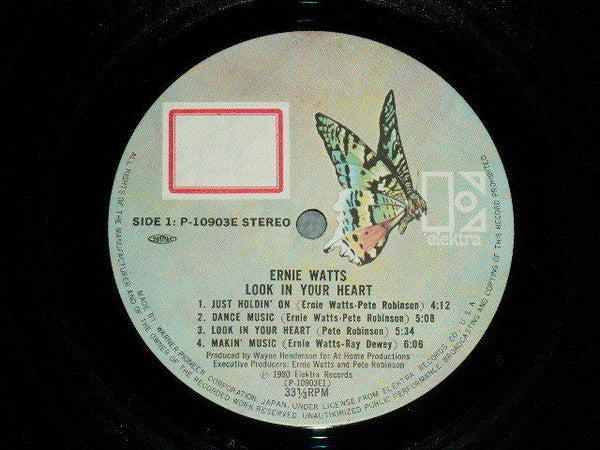 SIDE 1: P-10903E STEREO
elektra
ERNIE WATTS
LOOK IN YOUR HEART
1. JUST HOLDIN' ON (Ernie Watts-Pete Robinson) 4:12
2. DANCE MUSIC (Ernie Watts-Pete Robinson) 5:08
3. LOOK IN YOUR HEART (Pete Robinson) 5:34
4. MAKIN' MUSIC (Ernie Watts-Ray Dewey) 6:06
Produced by Wayne Henderson for At Home Productions
Executive Producers: Ernie Watts and Pete Robinson
℗ 1980 Elektra Records
(P-10903E1)
33⅓RPM
MADE BY WARNER-PIONEER CORPORATION, JAPAN, UNDER LICENSE FROM ELEKTRA RECORDS CO., U.S.A.
ALL RIGHTS OF THE MANUFACTURER AND OF THE OWNER OF THE RECORDED WORK RESERVED. UNAUTHORIZED PUBLIC PERFORMANCE, BROADCASTING AND COPYING OF THIS RECORD PROHIBITED